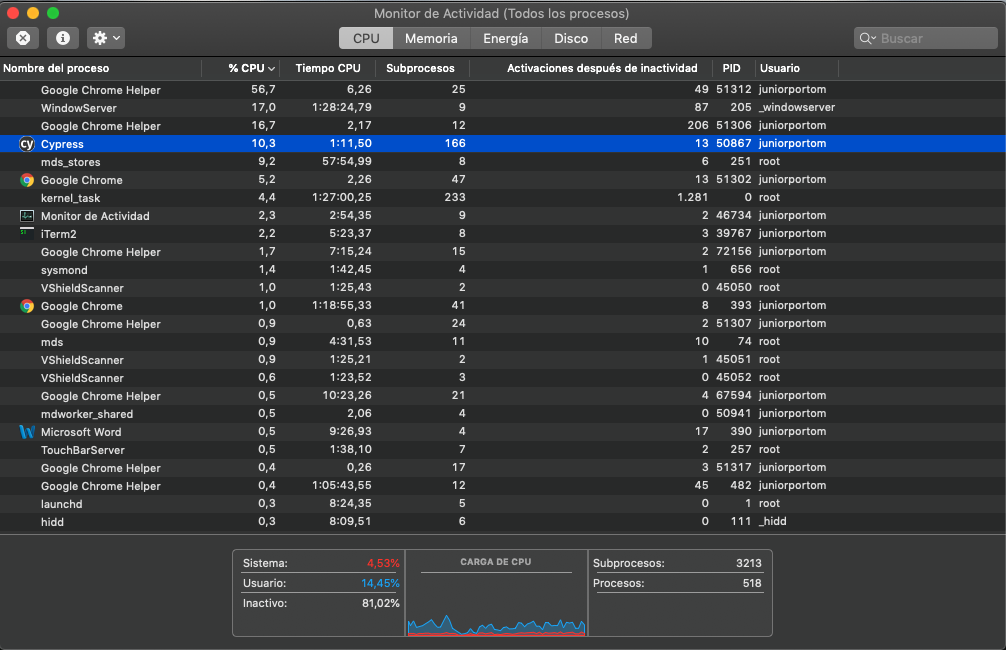 Monitor de Actividad (Todos los procesos)
CPU Memoria Energía Disco Red Buscar
Nombre del proceso % CPU Tiempo CPU Subprocesos Activaciones después de inactividad PID Usuario
Google Chrome Helper 56,7 6,26 25 49 51312 juniorportom
WindowServer 17,0 1:28:24,79 9 87 205 _windowserver
Google Chrome Helper 16,7 2,17 12 206 51306 juniorportom
cy Cypress 10,3 1:11,50 166 13 50867 juniorportom
mds_stores 9,2 57:54,99 8 6 251 root
Google Chrome 5,2 2,26 47 13 51302 juniorportom
kernel_task 4,4 1:27:00,25 233 1.281 0 root
Monitor de Actividad 2,3 2:54,35 9 2 46734 juniorportom
iTerm2 2,2 5:23,37 8 3 39767 juniorportom
Google Chrome Helper 1,7 7:15,24 15 2 72156 juniorportom
sysmond 1,4 1:42,45 4 1 656 root
VShieldScanner 1,0 1:25,43 2 0 45050 root
Google Chrome 1,0 1:18:55,33 41 8 393 juniorportom
Google Chrome Helper 0,9 0,63 24 2 51307 juniorportom
mds 0,9 4:31,53 11 10 74 root
VShieldScanner 0,9 1:25,21 2 1 45051 root
VShieldScanner 0,6 1:23,52 3 0 45052 root
Google Chrome Helper 0,5 10:23,26 21 4 67594 juniorportom
mdworker_shared 0,5 2,06 4 0 50941 juniorportom
Microsoft Word 0,5 9:26,93 4 17 390 juniorportom
TouchBarServer 0,5 1:38,10 7 2 257 root
Google Chrome Helper 0,4 0,26 17 3 51317 juniorportom
Google Chrome Helper 0,4 1:05:43,55 12 45 482 juniorportom
launchd 0,3 8:24,35 5 0 1 root
hidd 0,3 8:09,51 6 0 111 _hidd
Sistema: 4,53% CARGA DE CPU Subprocesos: 3213
Usuario: 14,45% Procesos: 518
Inactivo: 81,02%